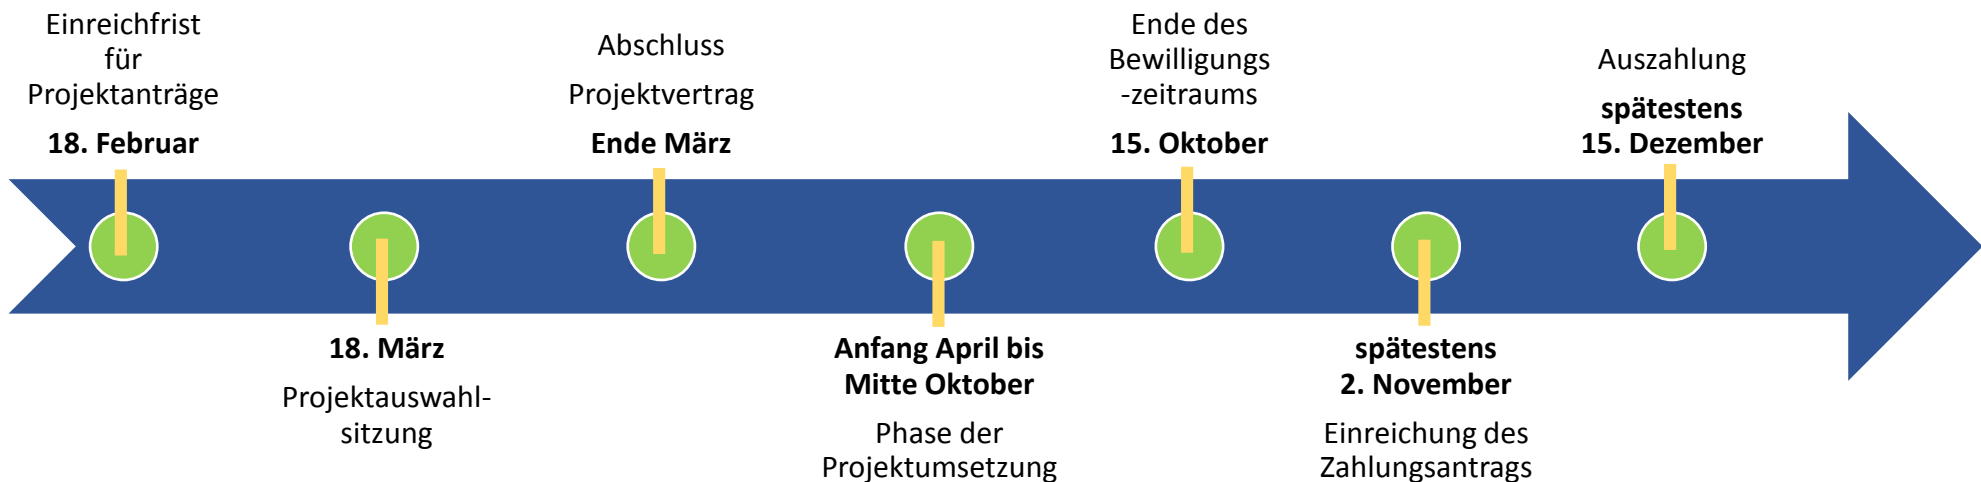 Einreichfrist
für
Projektanträge
18. Februar
18. März
Projektauswahl-
sitzung
Abschluss
Projektvertrag
Ende März
Anfang April bis
Mitte Oktober
Phase der
Projektumsetzung
Ende des
Bewilligungs
-zeitraums
15. Oktober
spätestens
2. November
Einreichung des
Zahlungsantrags
Auszahlung
spätestens
15. Dezember